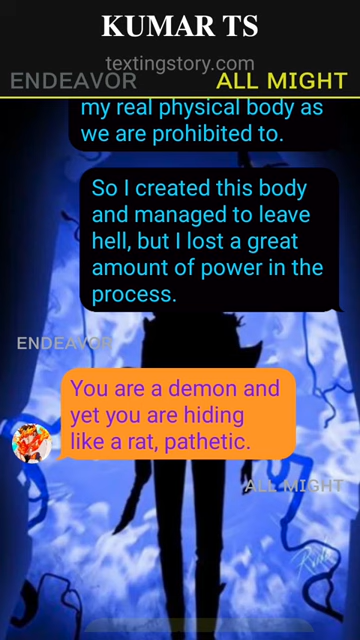 KUMAR TS
textingstory.com
ENDEAVOR ALL MIGHT
my real physical body as
we are prohibited to.
So I created this body
and managed to leave
hell, but I lost a great
amount of power in the
process.
ENDEAVOR
You are a demon and
yet you are hiding
like a rat, pathetic.
ALL MIGHT